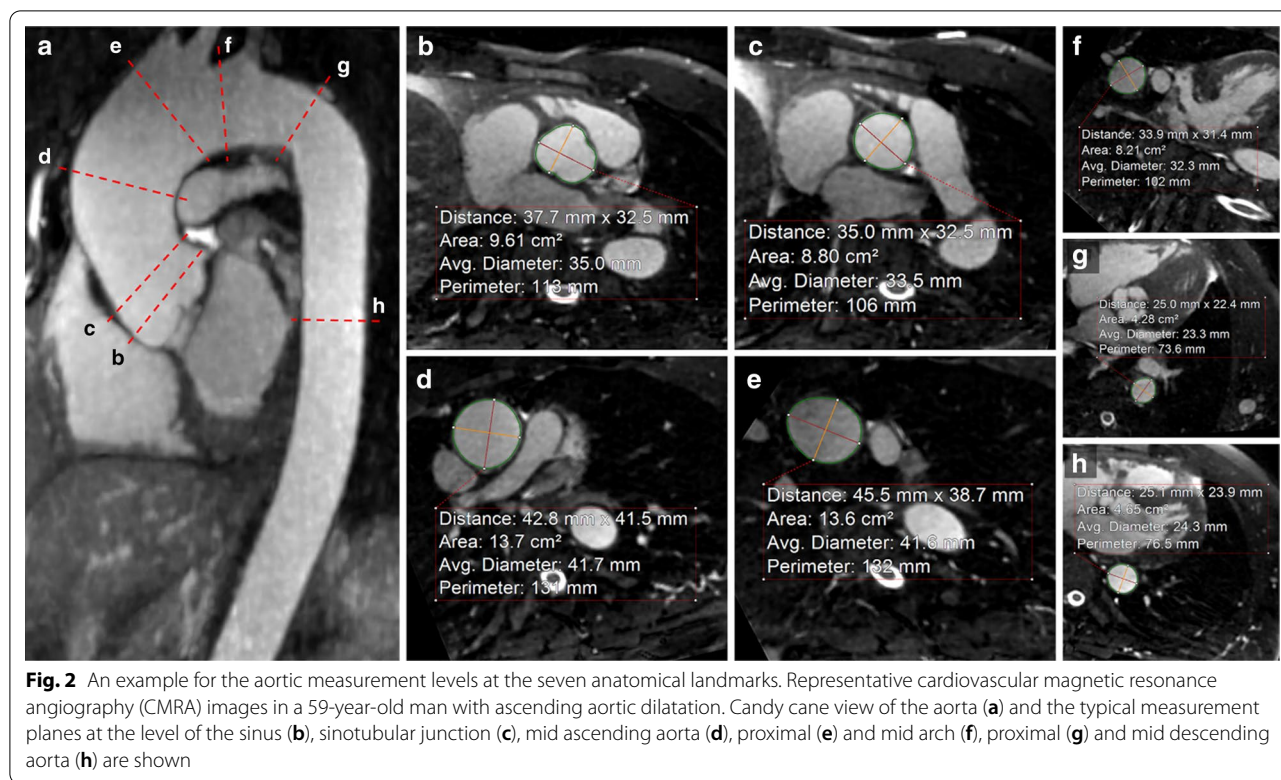 a
e
f
g
d
c
b
h
b
Distance: 37.7 mm x 32.5 mm
Area: 9.61 cm²
Avg. Diameter: 35.0 mm
Perimeter: 113 mm
c
Distance: 35.0 mm x 32.5 mm
Area: 8.80 cm²
Avg. Diameter: 33.5 mm
Perimeter: 106 mm
d
Distance: 42.8 mm x 41.5 mm
Area: 13.7 cm²
Avg. Diameter: 41.7 mm
Perimeter: 131 mm
e
Distance: 45.5 mm x 38.7 mm
Area: 13.6 cm²
Avg. Diameter: 41.6 mm
Perimeter: 132 mm
f
Distance: 33.9 mm x 31.4 mm
Area: 8.21 cm²
Avg. Diameter: 32.3 mm
Perimeter: 102 mm
g
Distance: 25.0 mm x 22.4 mm
Area: 4.28 cm²
Avg. Diameter: 23.3 mm
Perimeter: 73.6 mm
h
Distance: 25.1 mm x 23.9 mm
Area: 4.65 cm²
Avg. Diameter: 24.3 mm
Perimeter: 76.5 mm
Fig. 2 An example for the aortic measurement levels at the seven anatomical landmarks. Representative cardiovascular magnetic resonance
angiography (CMRA) images in a 59-year-old man with ascending aortic dilatation. Candy cane view of the aorta (a) and the typical measurement
planes at the level of the sinus (b), sinotubular junction (c), mid ascending aorta (d), proximal (e) and mid arch (f), proximal (g) and mid descending
aorta (h) are shown